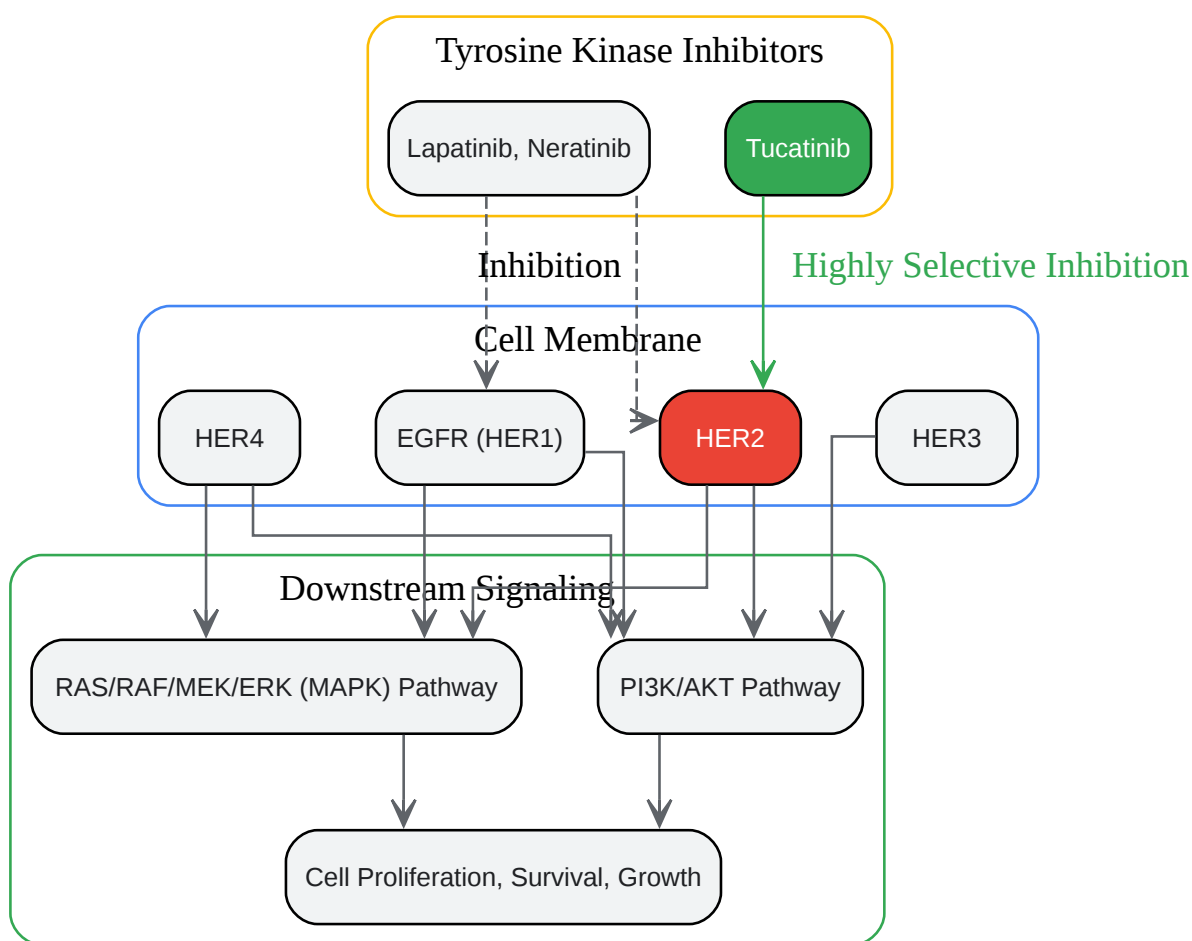 Tyrosine Kinase Inhibitors
Lapatinib, Neratinib
Tucatinib
Inhibition
Highly Selective Inhibition
Cell Membrane
HER4
EGFR (HER1)
HER2
HER3
Downstream Signaling
RAS/RAF/MEK/ERK (MAPK) Pathway
PI3K/AKT Pathway
Cell Proliferation, Survival, Growth